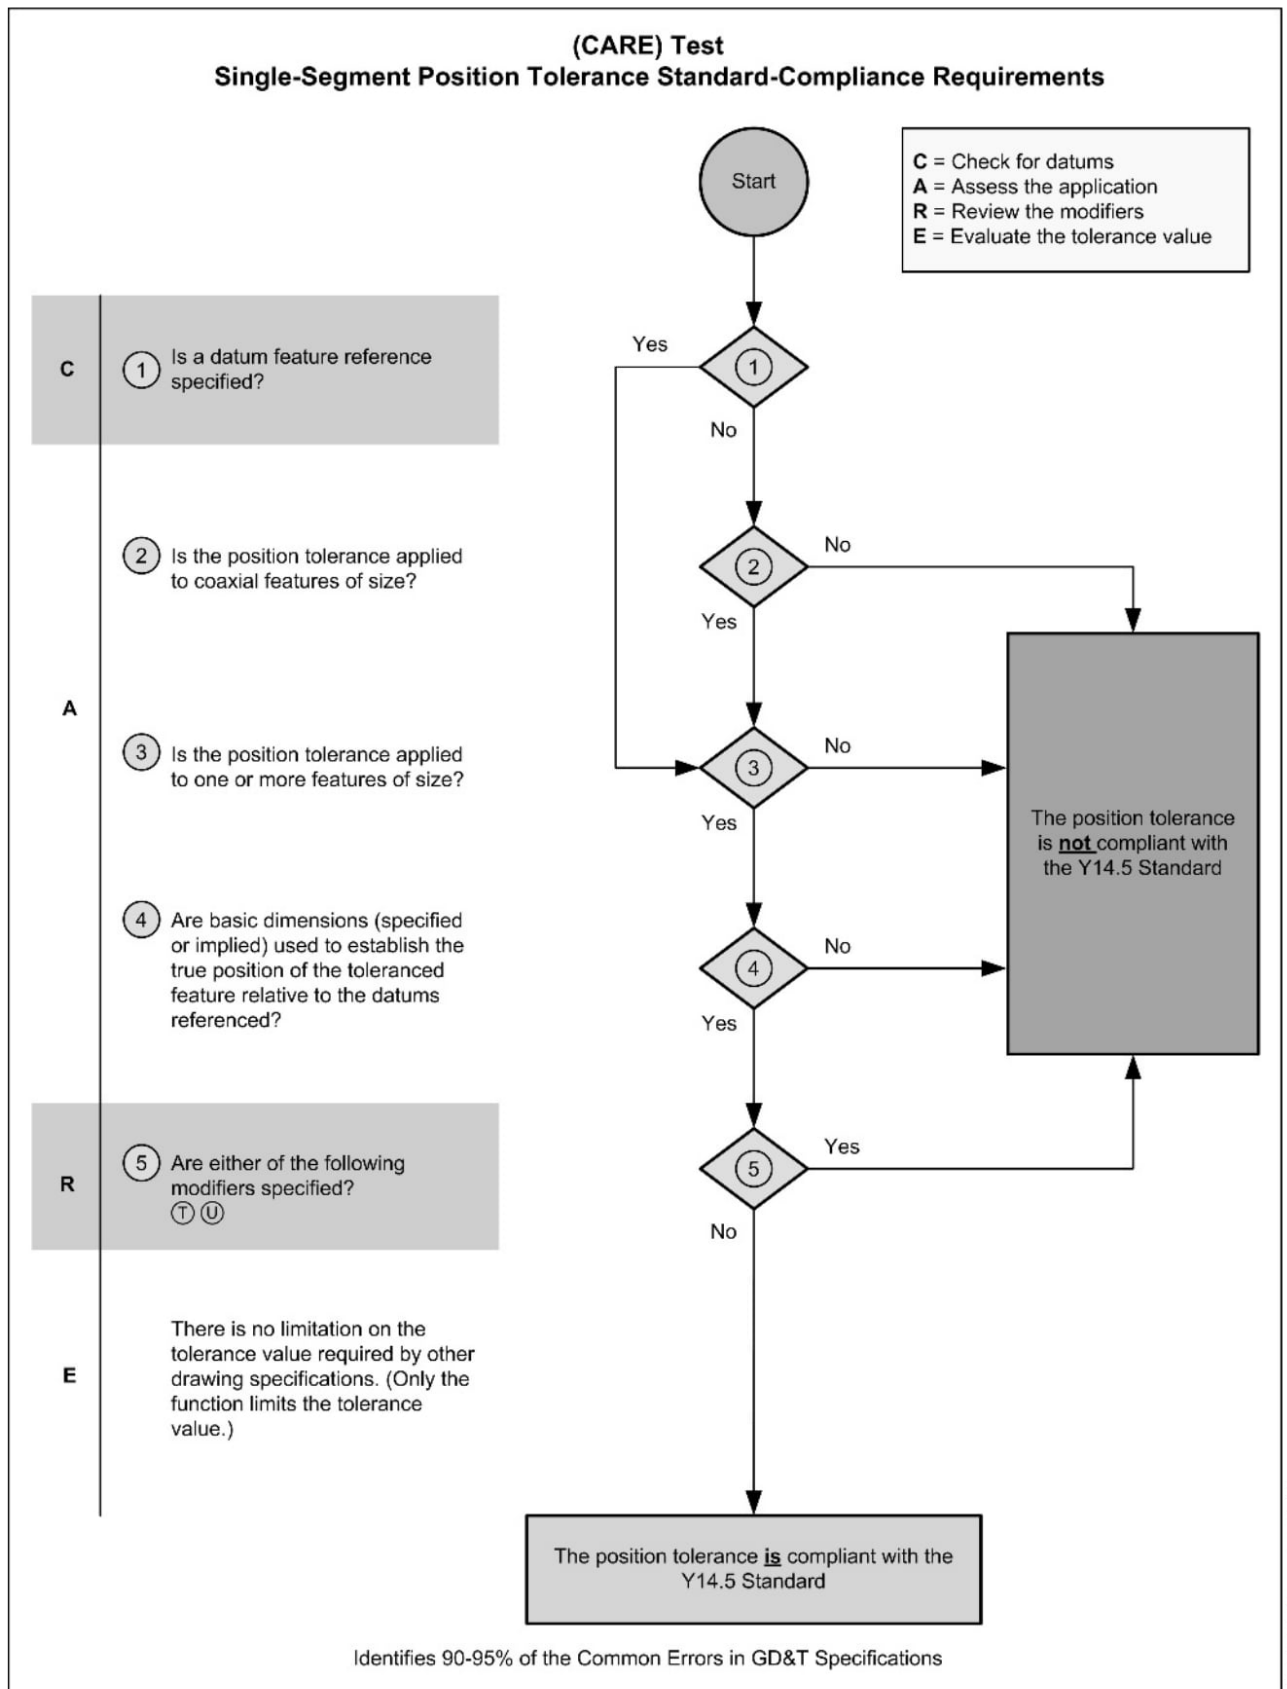 (CARE) Test
Single-Segment Position Tolerance Standard-Compliance Requirements
Start
C = Check for datums
A = Assess the application
R = Review the modifiers
E = Evaluate the tolerance value
C
1 Is a datum feature reference
specified?
Yes
1
No
2 Is the position tolerance applied
to coaxial features of size?
2
No
Yes
A
3 Is the position tolerance applied
to one or more features of size?
3
No
Yes
The position tolerance
is not compliant with
the Y14.5 Standard
4 Are basic dimensions (specified
or implied) used to establish the
true position of the toleranced
feature relative to the datums
referenced?
4
No
Yes
R
5 Are either of the following
modifiers specified?
Ⓣ Ⓤ
5
Yes
No
E
There is no limitation on the
tolerance value required by other
drawing specifications. (Only the
function limits the tolerance
value.)
The position tolerance is compliant with the
Y14.5 Standard
Identifies 90-95% of the Common Errors in GD&T Specifications